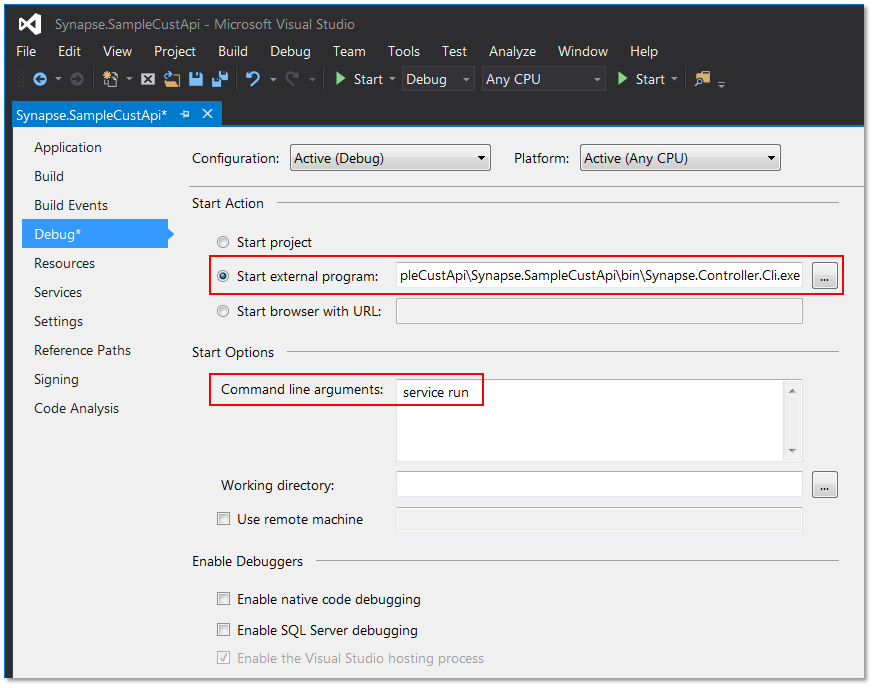 Synapse.SampleCustApi - Microsoft Visual Studio
File Edit View Project Build Debug Team Tools Test Analyze Window Help
Start Debug Any CPU Start
Synapse.SampleCustApi*
Application
Build
Build Events
Debug*
Resources
Services
Settings
Reference Paths
Signing
Code Analysis
Configuration: Active (Debug) Platform: Active (Any CPU)
Start Action
Start project
Start external program: pleCustApi\Synapse.SampleCustApi\bin\Synapse.Controller.Cli.exe ...
Start browser with URL:
Start Options
Command line arguments: service run
Working directory: ...
Use remote machine
Enable Debuggers
Enable native code debugging
Enable SQL Server debugging
Enable the Visual Studio hosting process